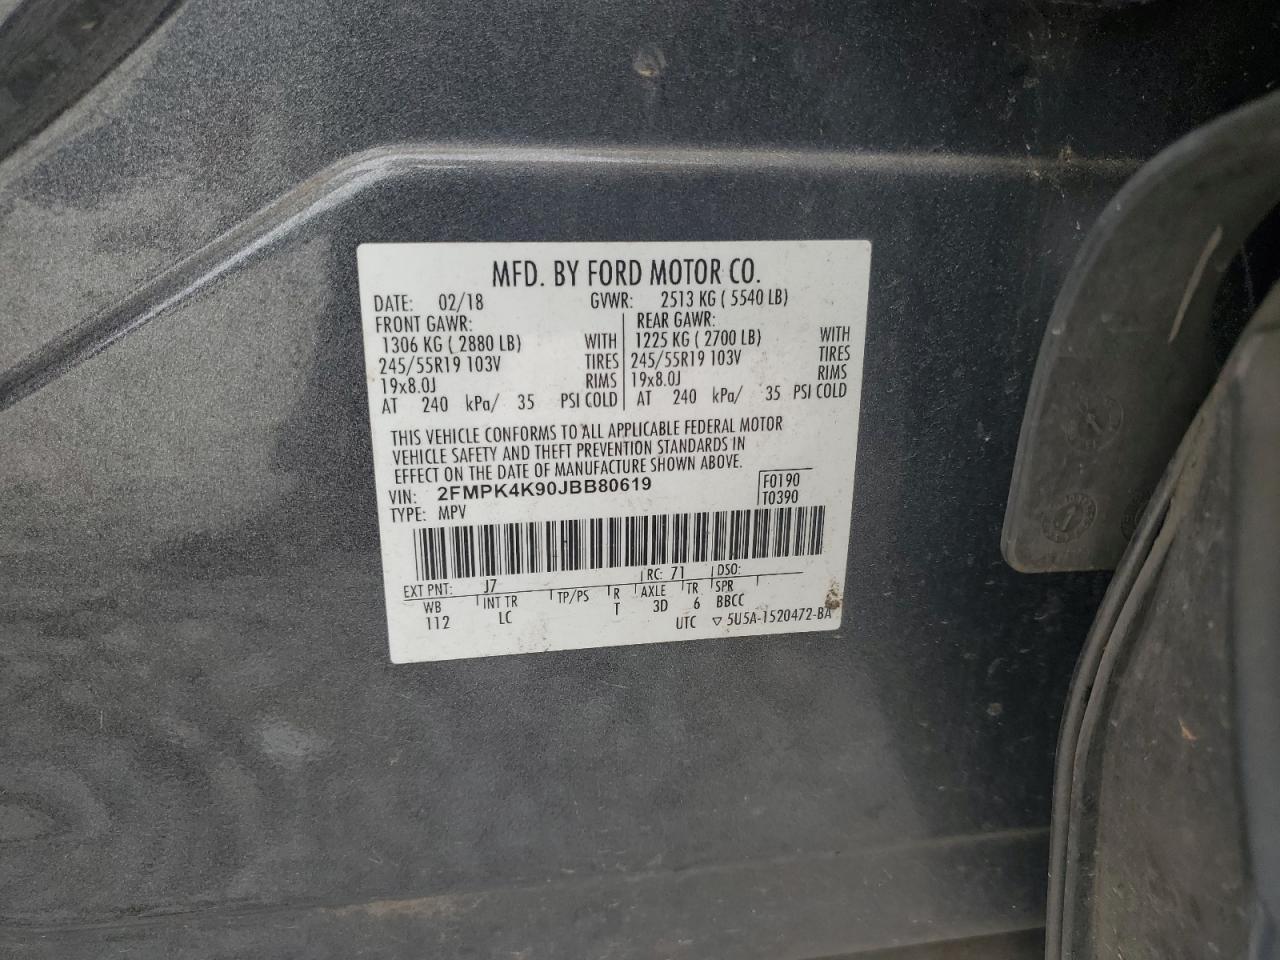 MFD. BY FORD MOTOR CO.
DATE: 02/18 GVWR: 2513 KG ( 5540 LB)
FRONT GAWR: REAR GAWR:
1306 KG ( 2880 LB) WITH 1225 KG ( 2700 LB) WITH
245/55R19 103V TIRES 245/55R19 103V TIRES
19x8.0J RIMS 19x8.0J RIMS
AT 240 kPa/ 35 PSI COLD AT 240 kPa/ 35 PSI COLD
THIS VEHICLE CONFORMS TO ALL APPLICABLE FEDERAL MOTOR
VEHICLE SAFETY AND THEFT PREVENTION STANDARDS IN
EFFECT ON THE DATE OF MANUFACTURE SHOWN ABOVE.
VIN: 2FMPK4K90JBB80619 F0190
TYPE: MPV T0390
EXT PNT: J7 RC: 71 DSO:
WB INT TR TP/PS R AXLE TR SPR
112 LC T 3D 6 BBCC
UTC ▽ 5U5A-1520472-BA